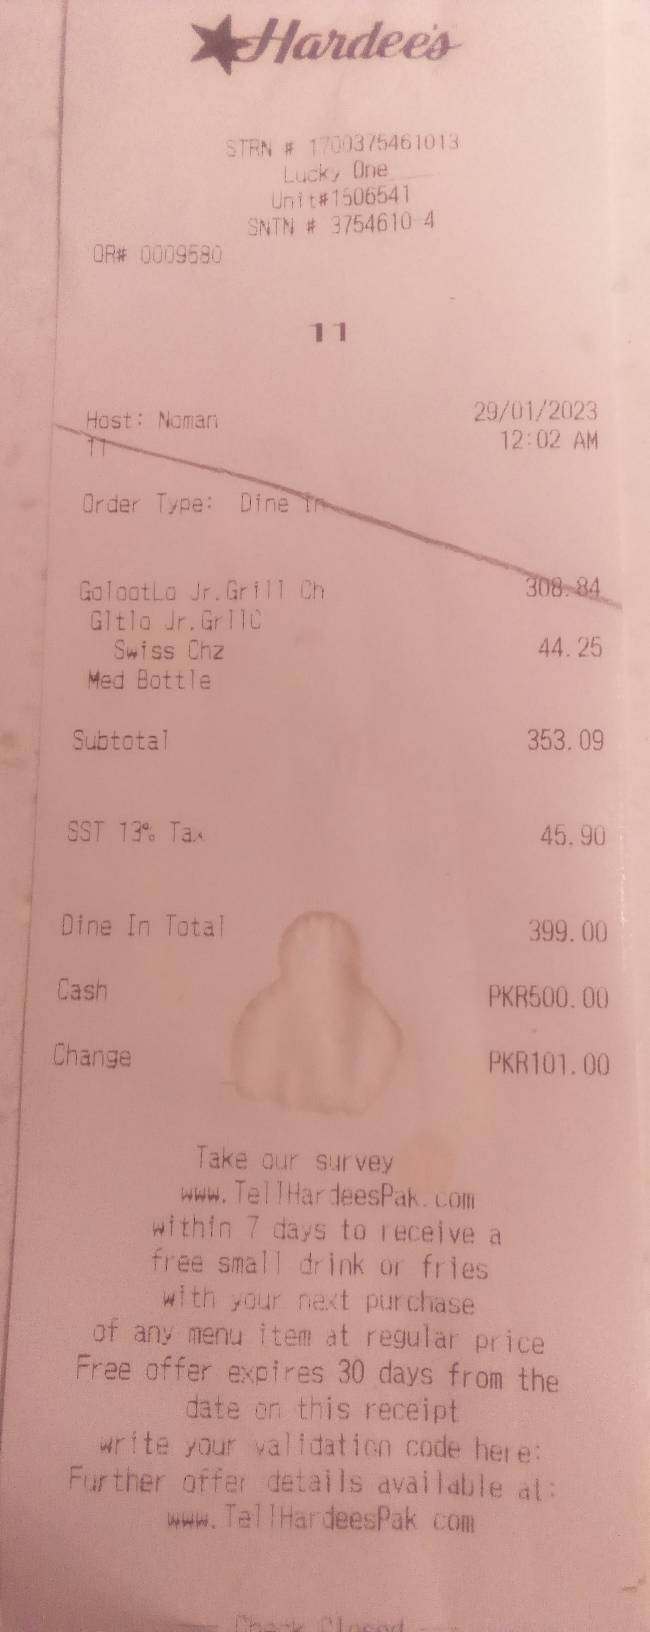 Hardee's
STRN # 1700375461013
Lucky One
Unit#1506541
SNTN # 3754610-4
OR# 0009580
11
Host: Noman
29/01/2023
11
12:02 AM
Order Type: Dine In
GalaotLa Jr.Grill Ch 308.84
Gltlo Jr.GrllC
Swiss Chz 44.25
Med Bottle
Subtotal 353.09
SST 13% Tax 45.90
Dine In Total 399.00
Cash PKR500.00
Change PKR101.00
Take our survey
www.TellHardeesPak.com
within 7 days to receive a
free small drink or fries
with your next purchase
of any menu item at regular price
Free offer expires 30 days from the
date on this receipt
write your validation code here:
Further offer details available at:
www.TellHardeesPak com
Check Closed